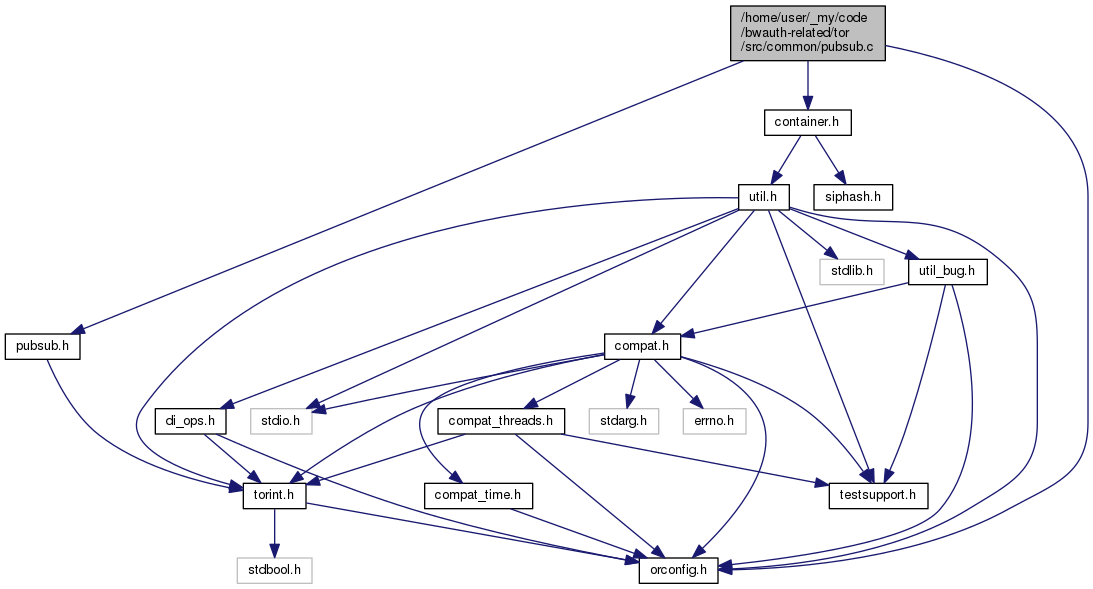 /home/user/_my/code
/bwauth-related/tor
/src/common/pubsub.c
container.h
util.h
siphash.h
stdlib.h
util_bug.h
pubsub.h
compat.h
di_ops.h
stdio.h
compat_threads.h
stdarg.h
errno.h
torint.h
compat_time.h
testsupport.h
stdbool.h
orconfig.h